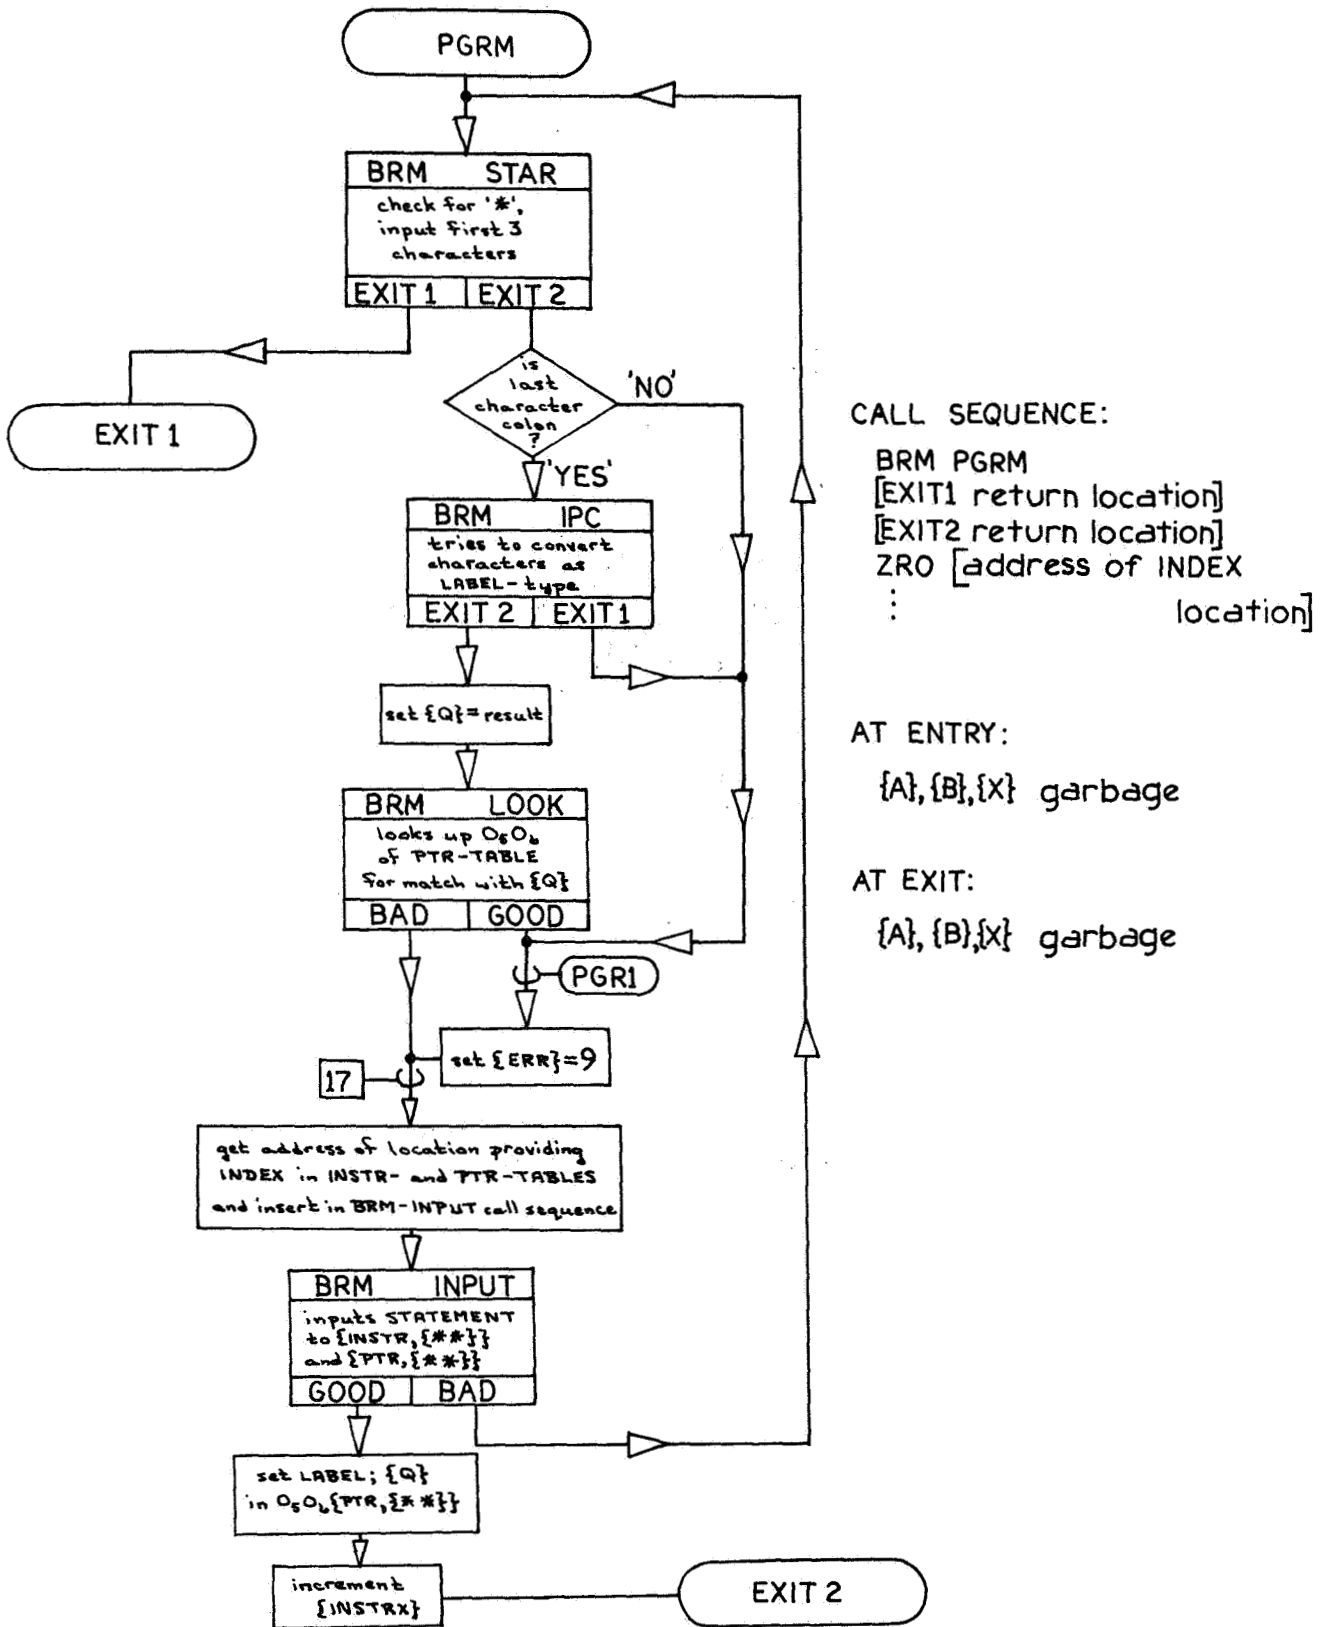 PGRM
BRM STAR
check for '*',
input first 3
characters
EXIT 1 EXIT 2
is
last
character
colon
?
'NO'
EXIT 1
'YES'
BRM IPC
tries to convert
characters as
LABEL-type
EXIT 2 EXIT 1
set {Q}=result
BRM LOOK
looks up O₅O₆
of PTR-TABLE
for match with {Q}
BAD GOOD
PGR1
set {ERR}=9
17
get address of location providing
INDEX in INSTR- and PTR-TABLES
and insert in BRM-INPUT call sequence
BRM INPUT
inputs STATEMENT
to {INSTR,{**}}
and {PTR,{**}}
GOOD BAD
set LABEL; {Q}
in O₅O₆{PTR,{**}}
increment
{INSTRX}
EXIT 2
CALL SEQUENCE:
BRM PGRM
[EXIT1 return location]
[EXIT2 return location]
ZRO [address of INDEX
⋮ location]
AT ENTRY:
{A},{B},{X} garbage
AT EXIT:
{A},{B},{X} garbage